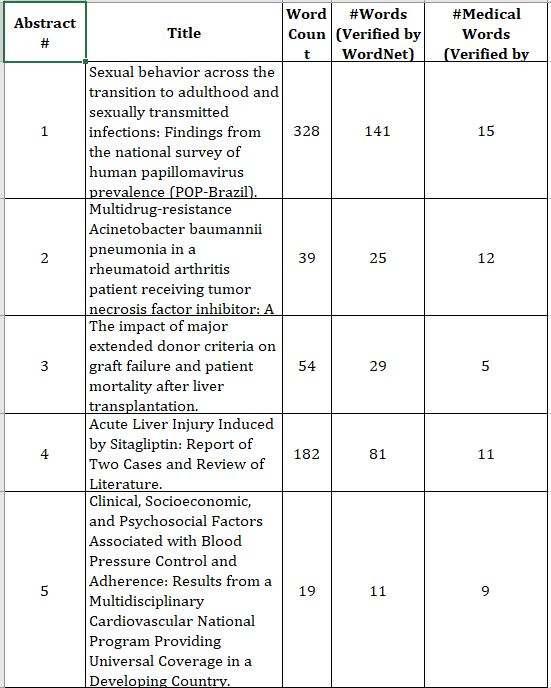 Abstract #
Title
Word Coun t
#Words (Verified by WordNet)
#Medical Words (Verified by
1
Sexual behavior across the
transition to adulthood and
sexually transmitted
infections: Findings from
the national survey of
human papillomavirus
prevalence (POP-Brazil).
328
141
15
2
Multidrug-resistance
Acinetobacter baumannii
pneumonia in a
rheumatoid arthritis
patient receiving tumor
necrosis factor inhibitor: A
39
25
12
3
The impact of major
extended donor criteria on
graft failure and patient
mortality after liver
transplantation.
54
29
5
4
Acute Liver Injury Induced
by Sitagliptin: Report of
Two Cases and Review of
Literature.
182
81
11
5
Clinical, Socioeconomic,
and Psychosocial Factors
Associated with Blood
Pressure Control and
Adherence: Results from a
Multidisciplinary
Cardiovascular National
Program Providing
Universal Coverage in a
Developing Country.
19
11
9